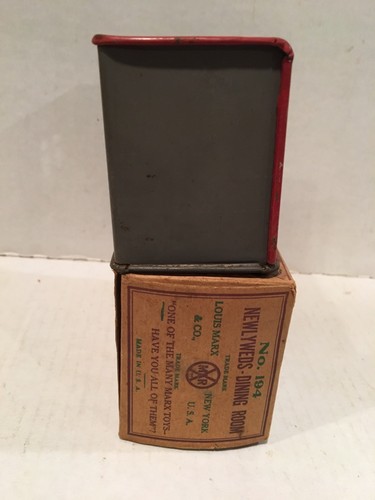 No. 194
"NEWLYWEDS-DINING ROOM"
TRADE MARK
LOUIS MARX & CO., MAR NEW YORK U.S.A.
TRADE MARK
"ONE OF THE MANY MARX TOYS-
HAVE YOU ALL OF THEM"?
MADE IN U.S.A.